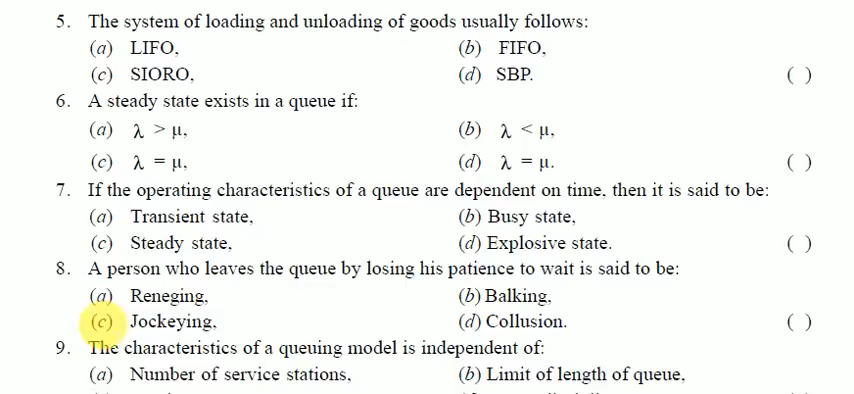 5. The system of loading and unloading of goods usually follows:
(a) LIFO, (b) FIFO,
(c) SIORO, (d) SBP. ( )
6. A steady state exists in a queue if:
(a) λ > μ, (b) λ < μ,
(c) λ = μ, (d) λ = μ. ( )
7. If the operating characteristics of a queue are dependent on time, then it is said to be:
(a) Transient state, (b) Busy state,
(c) Steady state, (d) Explosive state. ( )
8. A person who leaves the queue by losing his patience to wait is said to be:
(a) Reneging, (b) Balking,
(c) Jockeying, (d) Collusion. ( )
9. The characteristics of a queuing model is independent of:
(a) Number of service stations, (b) Limit of length of queue,